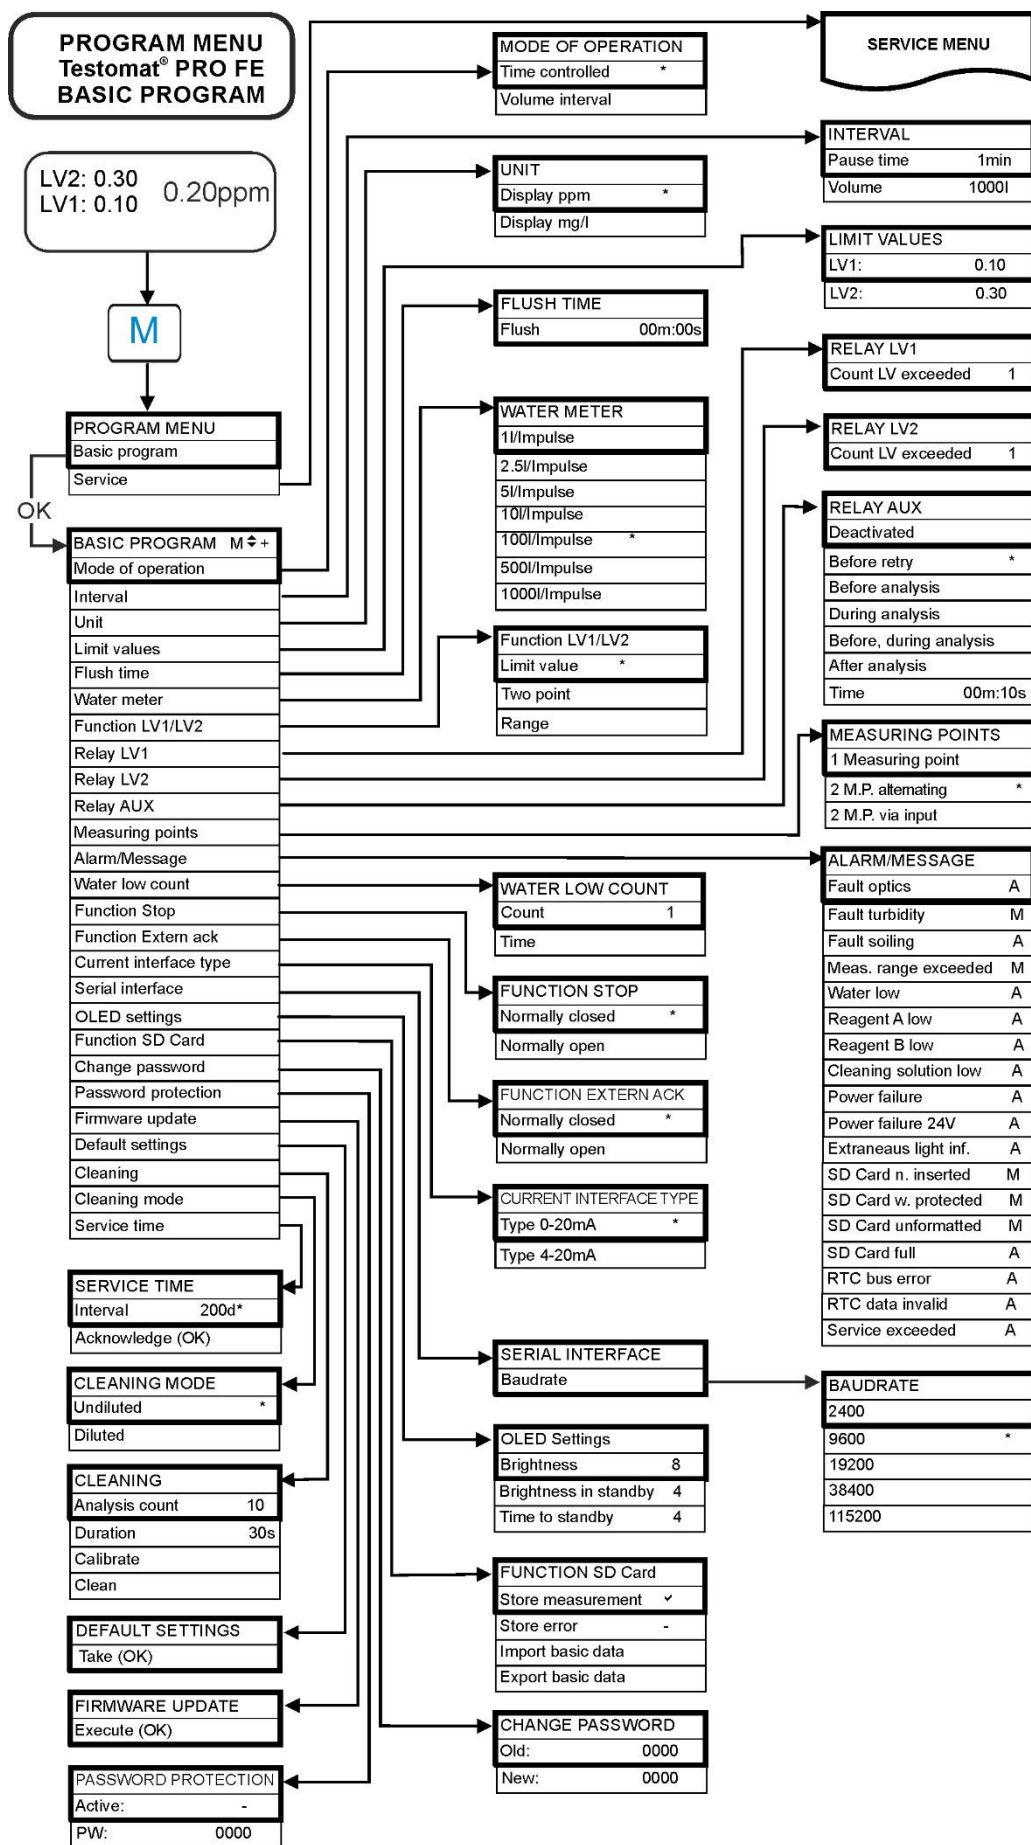 PROGRAM MENU
Testomat® PRO FE
BASIC PROGRAM
LV2: 0.30
LV1: 0.10
0.20ppm
M
PROGRAM MENU
Basic program
Service
OK
BASIC PROGRAM M +
Mode of operation
Interval
Unit
Limit values
Flush time
Water meter
Function LV1/LV2
Relay LV1
Relay LV2
Relay AUX
Measuring points
Alarm/Message
Water low count
Function Stop
Function Extern ack
Current interface type
Serial interface
OLED settings
Function SD Card
Change password
Password protection
Firmware update
Default settings
Cleaning
Cleaning mode
Service time
SERVICE TIME
Interval 200d*
Acknowledge (OK)
CLEANING MODE
Undiluted *
Diluted
CLEANING
Analysis count 10
Duration 30s
Calibrate
Clean
DEFAULT SETTINGS
Take (OK)
FIRMWARE UPDATE
Execute (OK)
PASSWORD PROTECTION
Active: -
PW: 0000
MODE OF OPERATION
Time controlled *
Volume interval
UNIT
Display ppm *
Display mg/l
FLUSH TIME
Flush 00m:00s
WATER METER
1l/Impulse
2.5l/Impulse
5l/Impulse
10l/Impulse
100l/Impulse *
500l/Impulse
1000l/Impulse
Function LV1/LV2
Limit value *
Two point
Range
WATER LOW COUNT
Count 1
Time
FUNCTION STOP
Normally closed *
Normally open
FUNCTION EXTERN ACK
Normally closed *
Normally open
CURRENT INTERFACE TYPE
Type 0-20mA *
Type 4-20mA
SERIAL INTERFACE
Baudrate
OLED Settings
Brightness 8
Brightness in standby 4
Time to standby 4
FUNCTION SD Card
Store measurement ✓
Store error -
Import basic data
Export basic data
CHANGE PASSWORD
Old: 0000
New: 0000
SERVICE MENU
INTERVAL
Pause time 1min
Volume 1000l
LIMIT VALUES
LV1: 0.10
LV2: 0.30
RELAY LV1
Count LV exceeded 1
RELAY LV2
Count LV exceeded 1
RELAY AUX
Deactivated
Before retry *
Before analysis
During analysis
Before, during analysis
After analysis
Time 00m:10s
MEASURING POINTS
1 Measuring point
2 M.P. alternating *
2 M.P. via input
ALARM/MESSAGE
Fault optics A
Fault turbidity M
Fault soiling A
Meas. range exceeded M
Water low A
Reagent A low A
Reagent B low A
Cleaning solution low A
Power failure A
Power failure 24V A
Extraneaus light inf. A
SD Card n. inserted M
SD Card w. protected M
SD Card unformatted M
SD Card full A
RTC bus error A
RTC data invalid A
Service exceeded A
BAUDRATE
2400
9600 *
19200
38400
115200